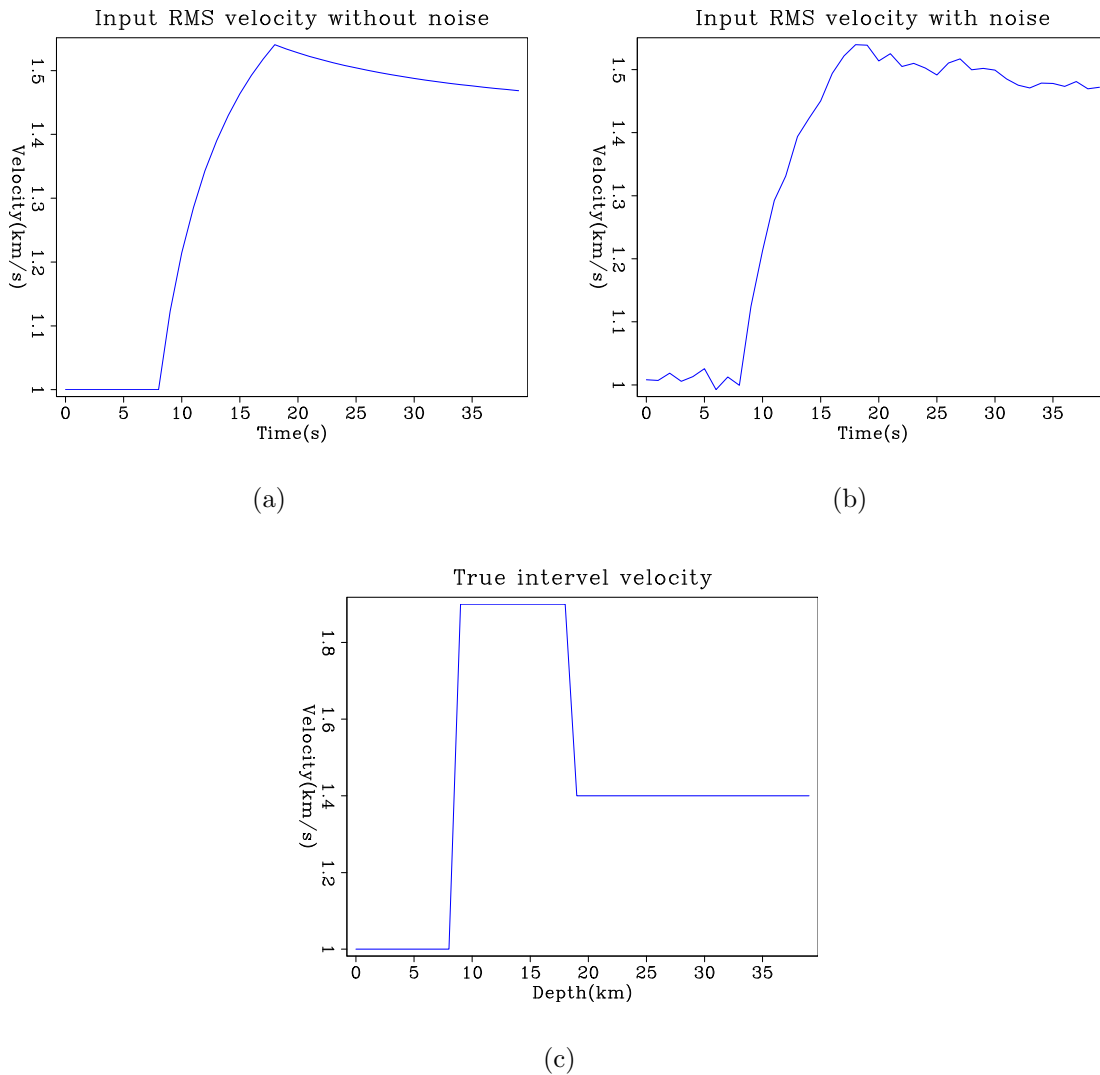 Input RMS velocity without noise
1.5
1.4
1.3
1.2
1.1
1
Velocity(km/s)
0 5 10 15 20 25 30 35
Time(s)
(a)
Input RMS velocity with noise
1.5
1.4
1.3
1.2
1.1
1
Velocity(km/s)
0 5 10 15 20 25 30 35
Time(s)
(b)
True intervel velocity
1.8
1.6
1.4
1.2
1
Velocity(km/s)
0 5 10 15 20 25 30 35
Depth(km)
(c)